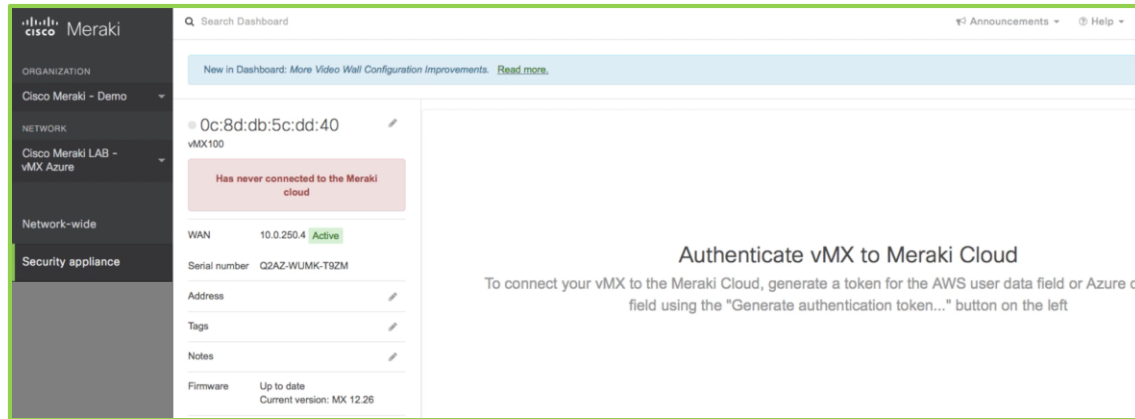 cisco Meraki
Search Dashboard
Announcements
Help
ORGANIZATION
Cisco Meraki - Demo
NETWORK
Cisco Meraki LAB -
vMX Azure
Network-wide
Security appliance
New in Dashboard: More Video Wall Configuration Improvements. Read more.
0c:8d:db:5c:dd:40
vMX100
Has never connected to the Meraki
cloud
WAN 10.0.250.4 Active
Serial number Q2AZ-WUMK-T9ZM
Address
Tags
Notes
Firmware Up to date
Current version: MX 12.26
Authenticate vMX to Meraki Cloud
To connect your vMX to the Meraki Cloud, generate a token for the AWS user data field or Azure
field using the "Generate authentication token..." button on the left